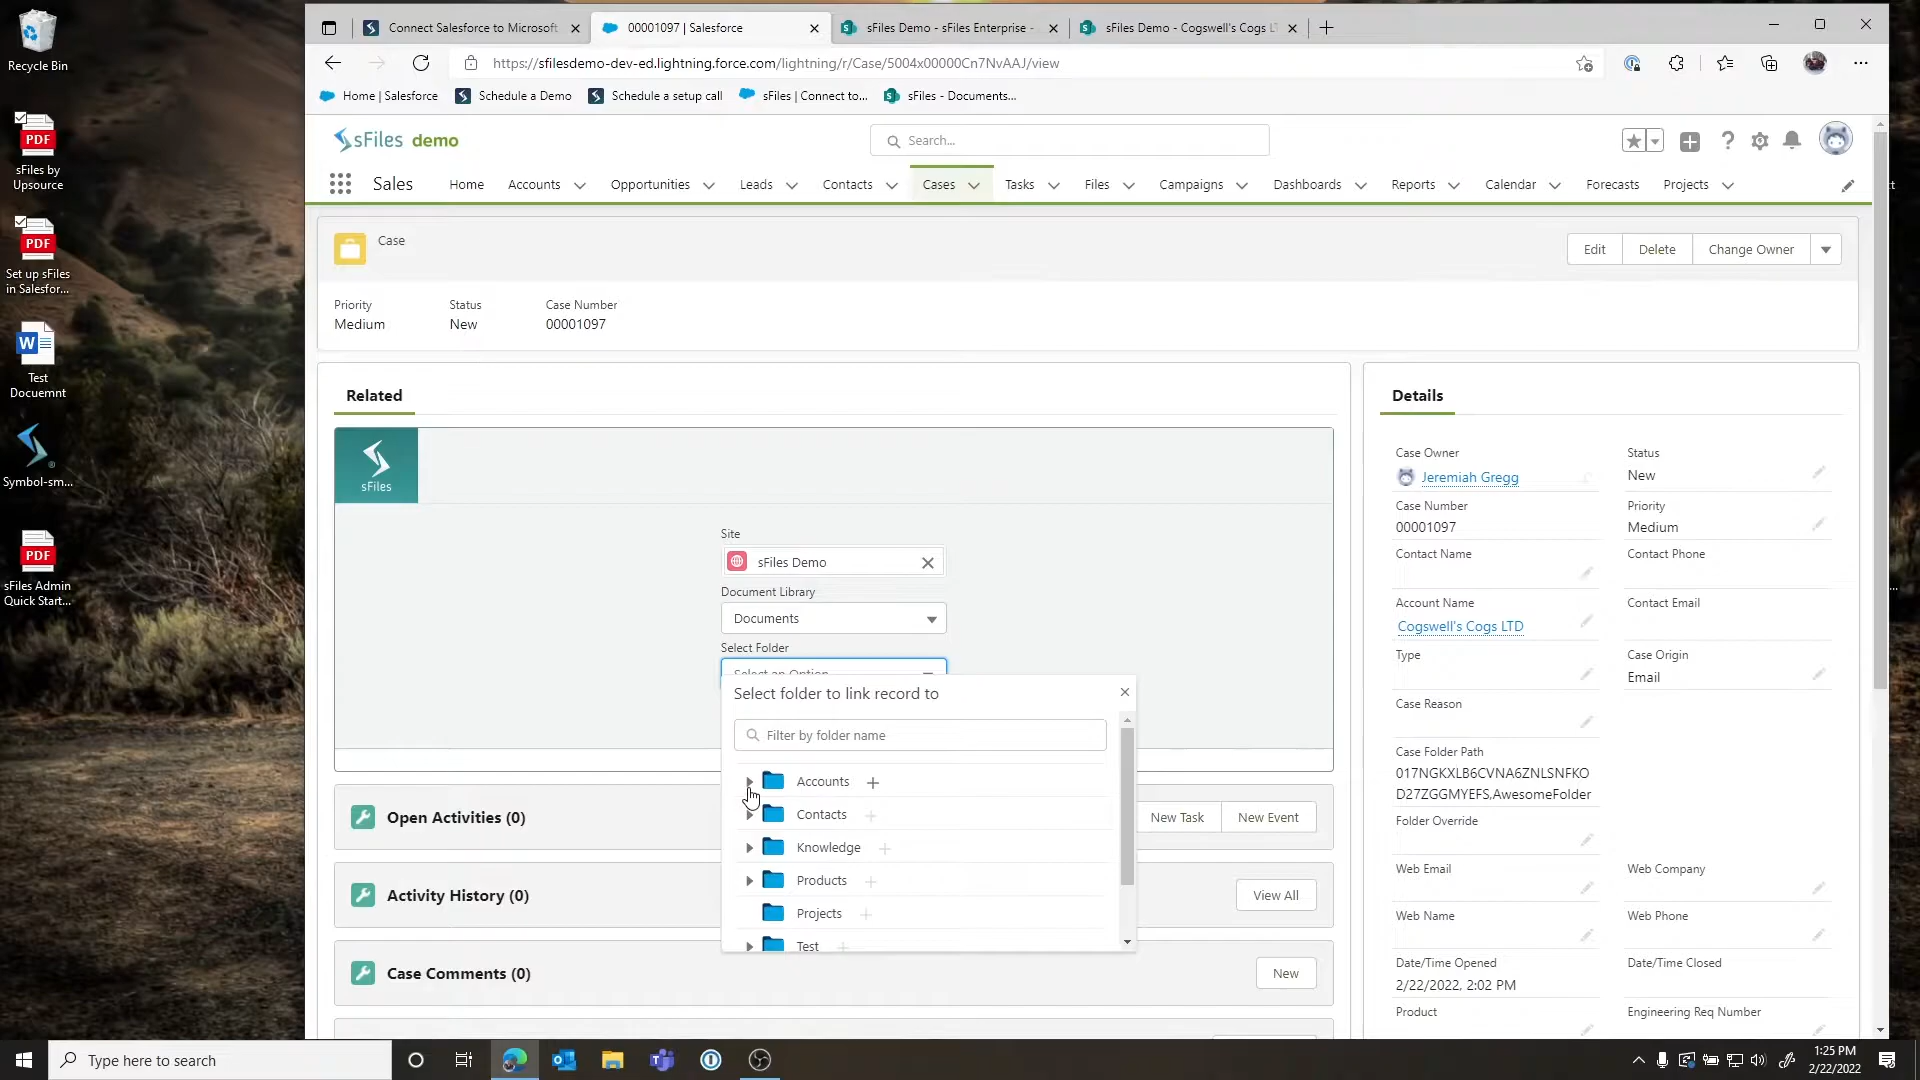 Recycle Bin
sFiles by
Upsource
Set up sFiles
in Salesfor...
Test
Docuemnt
Symbol-sm...
sFiles Admin
Quick Start...
Connect Salesforce to Microsoft
00001097 | Salesforce
sFiles Demo - sFiles Enterprise -
sFiles Demo - Cogswell's Cogs L
https://sfilesdemo-dev-ed.lightning.force.com/lightning/r/Case/5004x00000Cn7NvAAJ/view
Home | Salesforce
Schedule a Demo
Schedule a setup call
sFiles | Connect to...
sFiles - Documents...
sFiles demo
Search...
Sales
Home
Accounts
Opportunities
Leads
Contacts
Cases
Tasks
Files
Campaigns
Dashboards
Reports
Calendar
Forecasts
Projects
Case
Edit
Delete
Change Owner
Priority
Medium
Status
New
Case Number
00001097
Related
sFiles
Site
sFiles Demo
Document Library
Documents
Select Folder
Select an Option
Select folder to link record to
Filter by folder name
Accounts
Contacts
Knowledge
Products
Projects
Test
Open Activities (0)
New Task
New Event
Activity History (0)
View All
Case Comments (0)
New
Details
Case Owner
Jeremiah Gregg
Status
New
Case Number
00001097
Priority
Medium
Contact Name
Contact Phone
Account Name
Cogswell's Cogs LTD
Contact Email
Type
Case Origin
Email
Case Reason
Case Folder Path
017NGKXLB6CVNA6ZNLSNFKO
D27ZGGMYEFS,AwesomeFolder
Folder Override
Web Email
Web Company
Web Name
Web Phone
Date/Time Opened
2/22/2022, 2:02 PM
Date/Time Closed
Product
Engineering Req Number
Type here to search
1:25 PM
2/22/2022